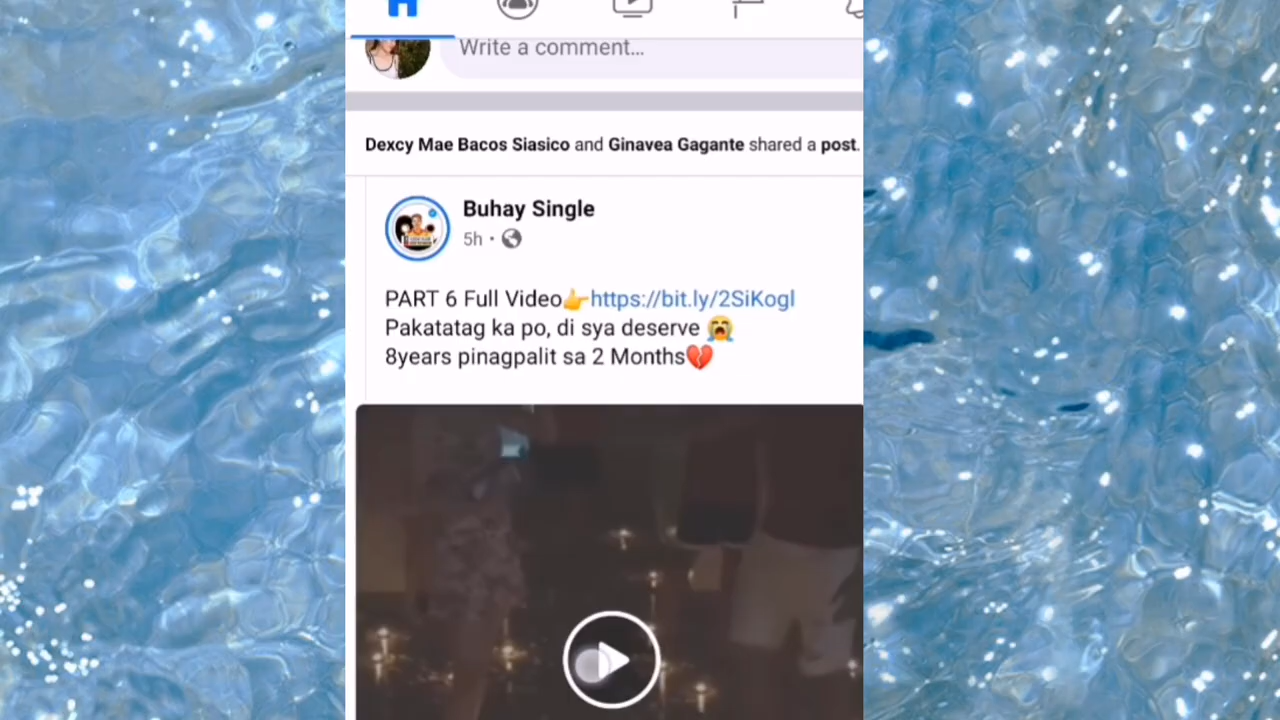 Write a comment…
Dexcy Mae Bacos Siasico and Ginavea Gagante shared a post.
Buhay Single
5h ·
PART 6 Full Video👉https://bit.ly/2SiKogl
Pakatatag ka po, di sya deserve 😭
8years pinagpalit sa 2 Months💔